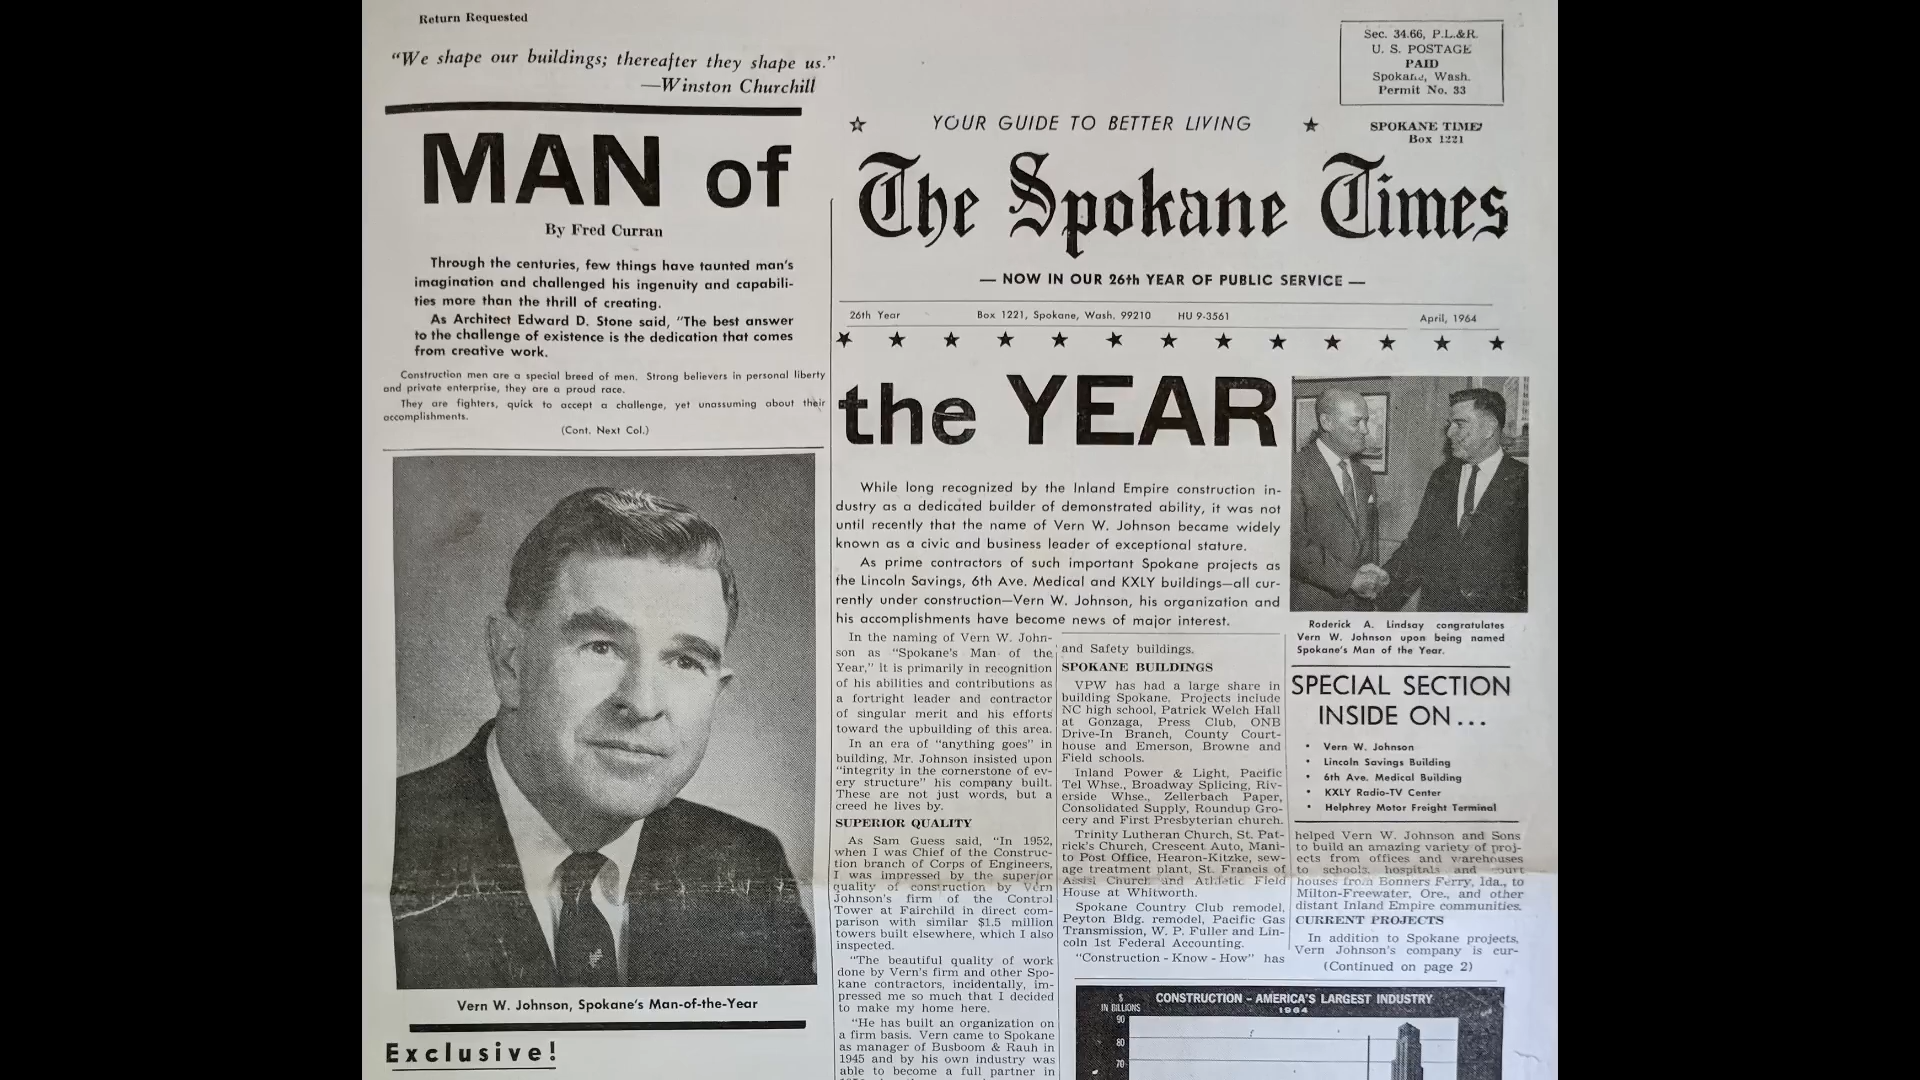 Return Requested
“We shape our buildings; thereafter they shape us.”
—Winston Churchill
MAN of
By Fred Curran
Through the centuries, few things have taunted man's
imagination and challenged his ingenuity and capabili-
ties more than the thrill of creating.
As Architect Edward D. Stone said, "The best answer
to the challenge of existence is the dedication that comes
from creative work.
Construction men are a special breed of men. Strong believers in personal liberty
and private enterprise, they are a proud race.
They are fighters, quick to accept a challenge, yet unassuming about their
accomplishments.
(Cont. Next Col.)
Vern W. Johnson, Spokane's Man-of-the-Year
Exclusive!
Sec. 34.66, P.L.&R.
U. S. POSTAGE
PAID
Spokane, Wash.
Permit No. 33
SPOKANE TIMES
Box 1221
YOUR GUIDE TO BETTER LIVING
The Spokane Times
— NOW IN OUR 26th YEAR OF PUBLIC SERVICE —
26th Year Box 1221, Spokane, Wash. 99210 HU 9-3561 April, 1964
the YEAR
While long recognized by the Inland Empire construction in-
dustry as a dedicated builder of demonstrated ability, it was not
until recently that the name of Vern W. Johnson became widely
known as a civic and business leader of exceptional stature.
As prime contractors of such important Spokane projects as
the Lincoln Savings, 6th Ave. Medical and KXLY buildings—all cur-
rently under construction—Vern W. Johnson, his organization and
his accomplishments have become news of major interest.
In the naming of Vern W. John-
son as "Spokane's Man of the
Year," it is primarily in recognition
of his abilities and contributions as
a fortright leader and contractor
of singular merit and his efforts
toward the upbuilding of this area.
In an era of "anything goes" in
building, Mr. Johnson insisted upon
"integrity in the cornerstone of ev-
ery structure" his company built.
These are not just words, but a
creed he lives by.
SUPERIOR QUALITY
As Sam Guess said, "In 1952,
when I was Chief of the Construc-
tion branch of Corps of Engineers,
I was impressed by the superior
quality of construction by Vern
Johnson's firm of the Control
Tower at Fairchild in direct com-
parison with similar $1.5 million
towers built elsewhere, which I also
inspected.
"The beautiful quality of work
done by Vern's firm and other Spo-
kane contractors, incidentally, im-
pressed me so much that I decided
to make my home here.
"He has built an organization on
a firm basis. Vern came to Spokane
as manager of Busboom & Rauh in
1945 and by his own industry was
able to become a full partner in
and Safety buildings.
SPOKANE BUILDINGS
VPW has had a large share in
building Spokane. Projects include
NC high school, Patrick Welch Hall
at Gonzaga, Press Club, ONB
Drive-In Branch, County Court-
house and Emerson, Browne and
Field schools.
Inland Power & Light, Pacific
Tel Whse., Broadway Splicing, Riv-
erside Whse., Zellerbach Paper,
Consolidated Supply, Roundup Gro-
cery and First Presbyterian church.
Trinity Lutheran Church, St. Pat-
rick's Church, Crescent Auto, Mani-
to Post Office, Hearon-Kitzke, sew-
age treatment plant, St. Francis of
Assisi Church and Athletic Field
House at Whitworth.
Spokane Country Club remodel,
Peyton Bldg. remodel, Pacific Gas
Transmission, W. P. Fuller and Lin-
coln 1st Federal Accounting.
"Construction - Know - How" has
Roderick A. Lindsay congratulates
Vern W. Johnson upon being named
Spokane's Man of the Year.
SPECIAL SECTION
INSIDE ON...
• Vern W. Johnson
• Lincoln Savings Building
• 6th Ave. Medical Building
• KXLY Radio-TV Center
• Helphrey Motor Freight Terminal
helped Vern W. Johnson and Sons
to build an amazing variety of proj-
ects from offices and warehouses
to schools, hospitals and court
houses from Bonners Ferry, Ida., to
Milton-Freewater, Ore., and other
distant Inland Empire communities.
CURRENT PROJECTS
In addition to Spokane projects,
Vern Johnson's company is cur-
(Continued on page 2)
$
IN BILLIONS
CONSTRUCTION - AMERICA'S LARGEST INDUSTRY
1964
90
80
70